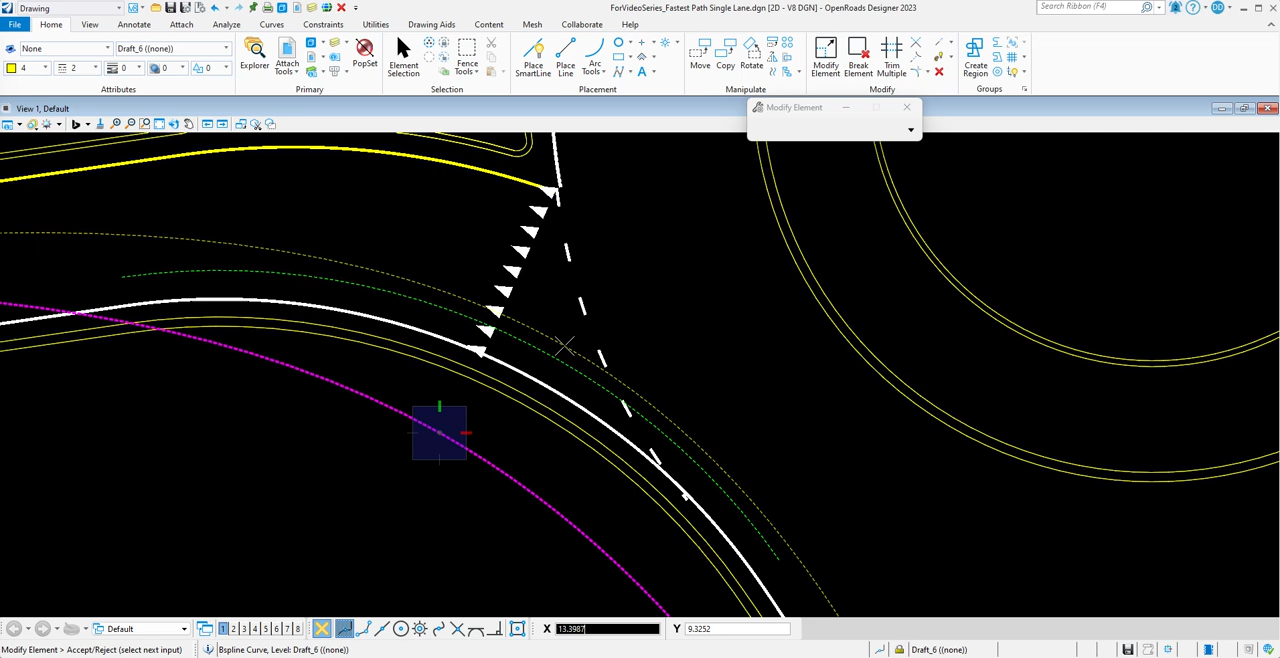 Drawing
ForVideoSeries_Fastest Path Single Lane.dgn [2D - V8 DGN] - OpenRoads Designer 2023
Search Ribbon (F4)
DD
File Home View Annotate Attach Analyze Curves Constraints Utilities Drawing Aids Content Mesh Collaborate Help
None
Draft_6 ((none))
4 2 0 0 0
Attributes
Explorer
Attach Tools
PopSet
Primary
Element Selection
Fence Tools
Selection
Place SmartLine
Place Line
Arc Tools
Placement
Move
Copy
Rotate
Manipulate
Modify Element
Break Element
Trim Multiple
Modify
Create Region
Groups
View 1, Default
Modify Element
Default
1 2 3 4 5 6 7 8
X 13.3987
Y 9.3252
Modify Element > Accept/Reject (select next input)
Bspline Curve, Level: Draft_6 ((none))
Draft_6 ((none))